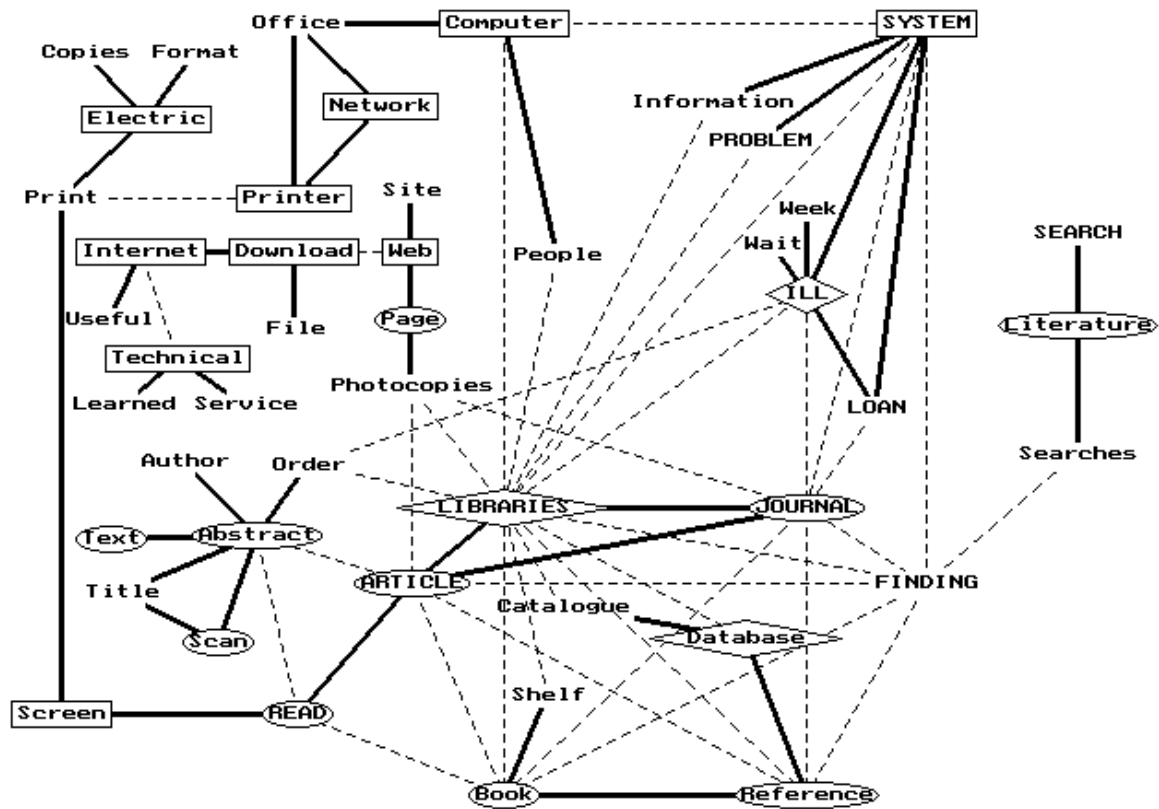 Office Computer SYSTEM
Copies Format
Electric Network Information
PROBLEM
Print Printer Site
Week
Internet Download Web People Wait SEARCH
Useful File Page ILL Literature
Technical
Photocopies
Learned Service LOAN
Author Order Searches
Text Abstract LIBRARIES JOURNAL
Title ARTICLE FINDING
Catalogue
Scan Database
Shelf
Screen READ
Book Reference